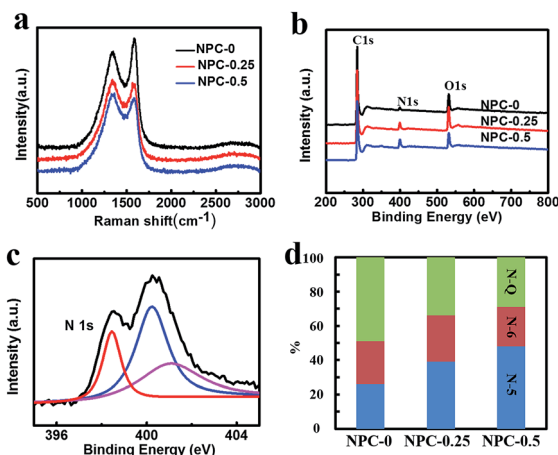 a
Intensity(a.u.)
NPC-0
NPC-0.25
NPC-0.5
500 1000 1500 2000 2500 3000
Raman shift(cm-1)
b
Intensity(a.u.)
C1s
N1s
O1s
NPC-0
NPC-0.25
NPC-0.5
200 300 400 500 600 700 800
Binding Energy (eV)
c
Intensity (a.u.)
N 1s
396 400 404
Binding Energy (eV)
d
%
100
80
60
40
20
0
N-Q
N-6
N-5
NPC-0 NPC-0.25 NPC-0.5